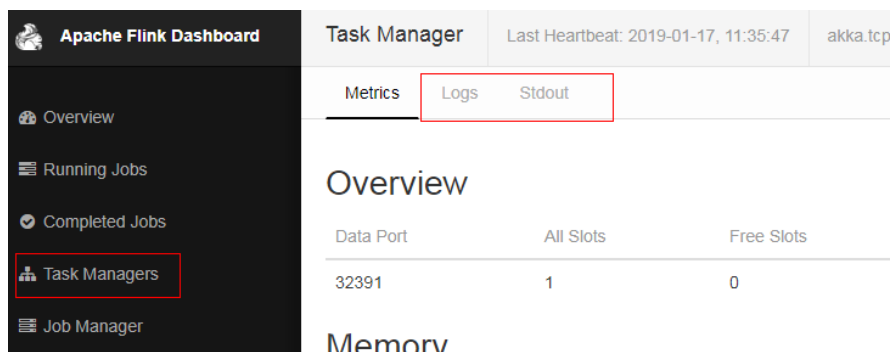 Apache Flink Dashboard
Overview
Running Jobs
Completed Jobs
Task Managers
Job Manager
Task Manager Last Heartbeat: 2019-01-17, 11:35:47 akka.tcp
Metrics Logs Stdout
Overview
Data Port All Slots Free Slots
32391 1 0
Memory